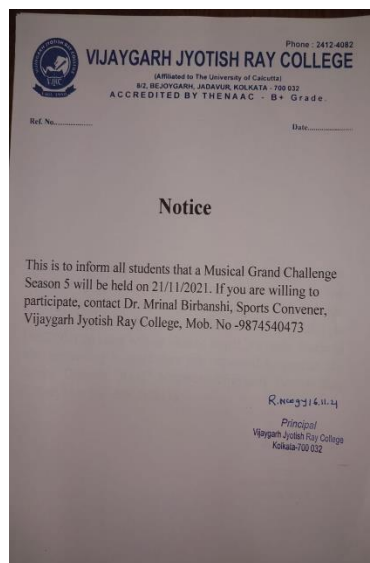 Phone : 2412-4082
VIJAYGARH JYOTISH RAY COLLEGE
(Affiliated to The University of Calcutta)
8/2, BEJOYGARH, JADAVUR, KOLKATA - 700 032
ACCREDITED BY THENAAC - B+ Grade.
Ref. No...................
Date....................
Notice
This is to inform all students that a Musical Grand Challenge
Season 5 will be held on 21/11/2021. If you are willing to
participate, contact Dr. Mrinal Birbanshi, Sports Convener,
Vijaygarh Jyotish Ray College, Mob. No -9874540473
Principal
Vijaygarh Jyotish Ray College
Kolkata-700 032